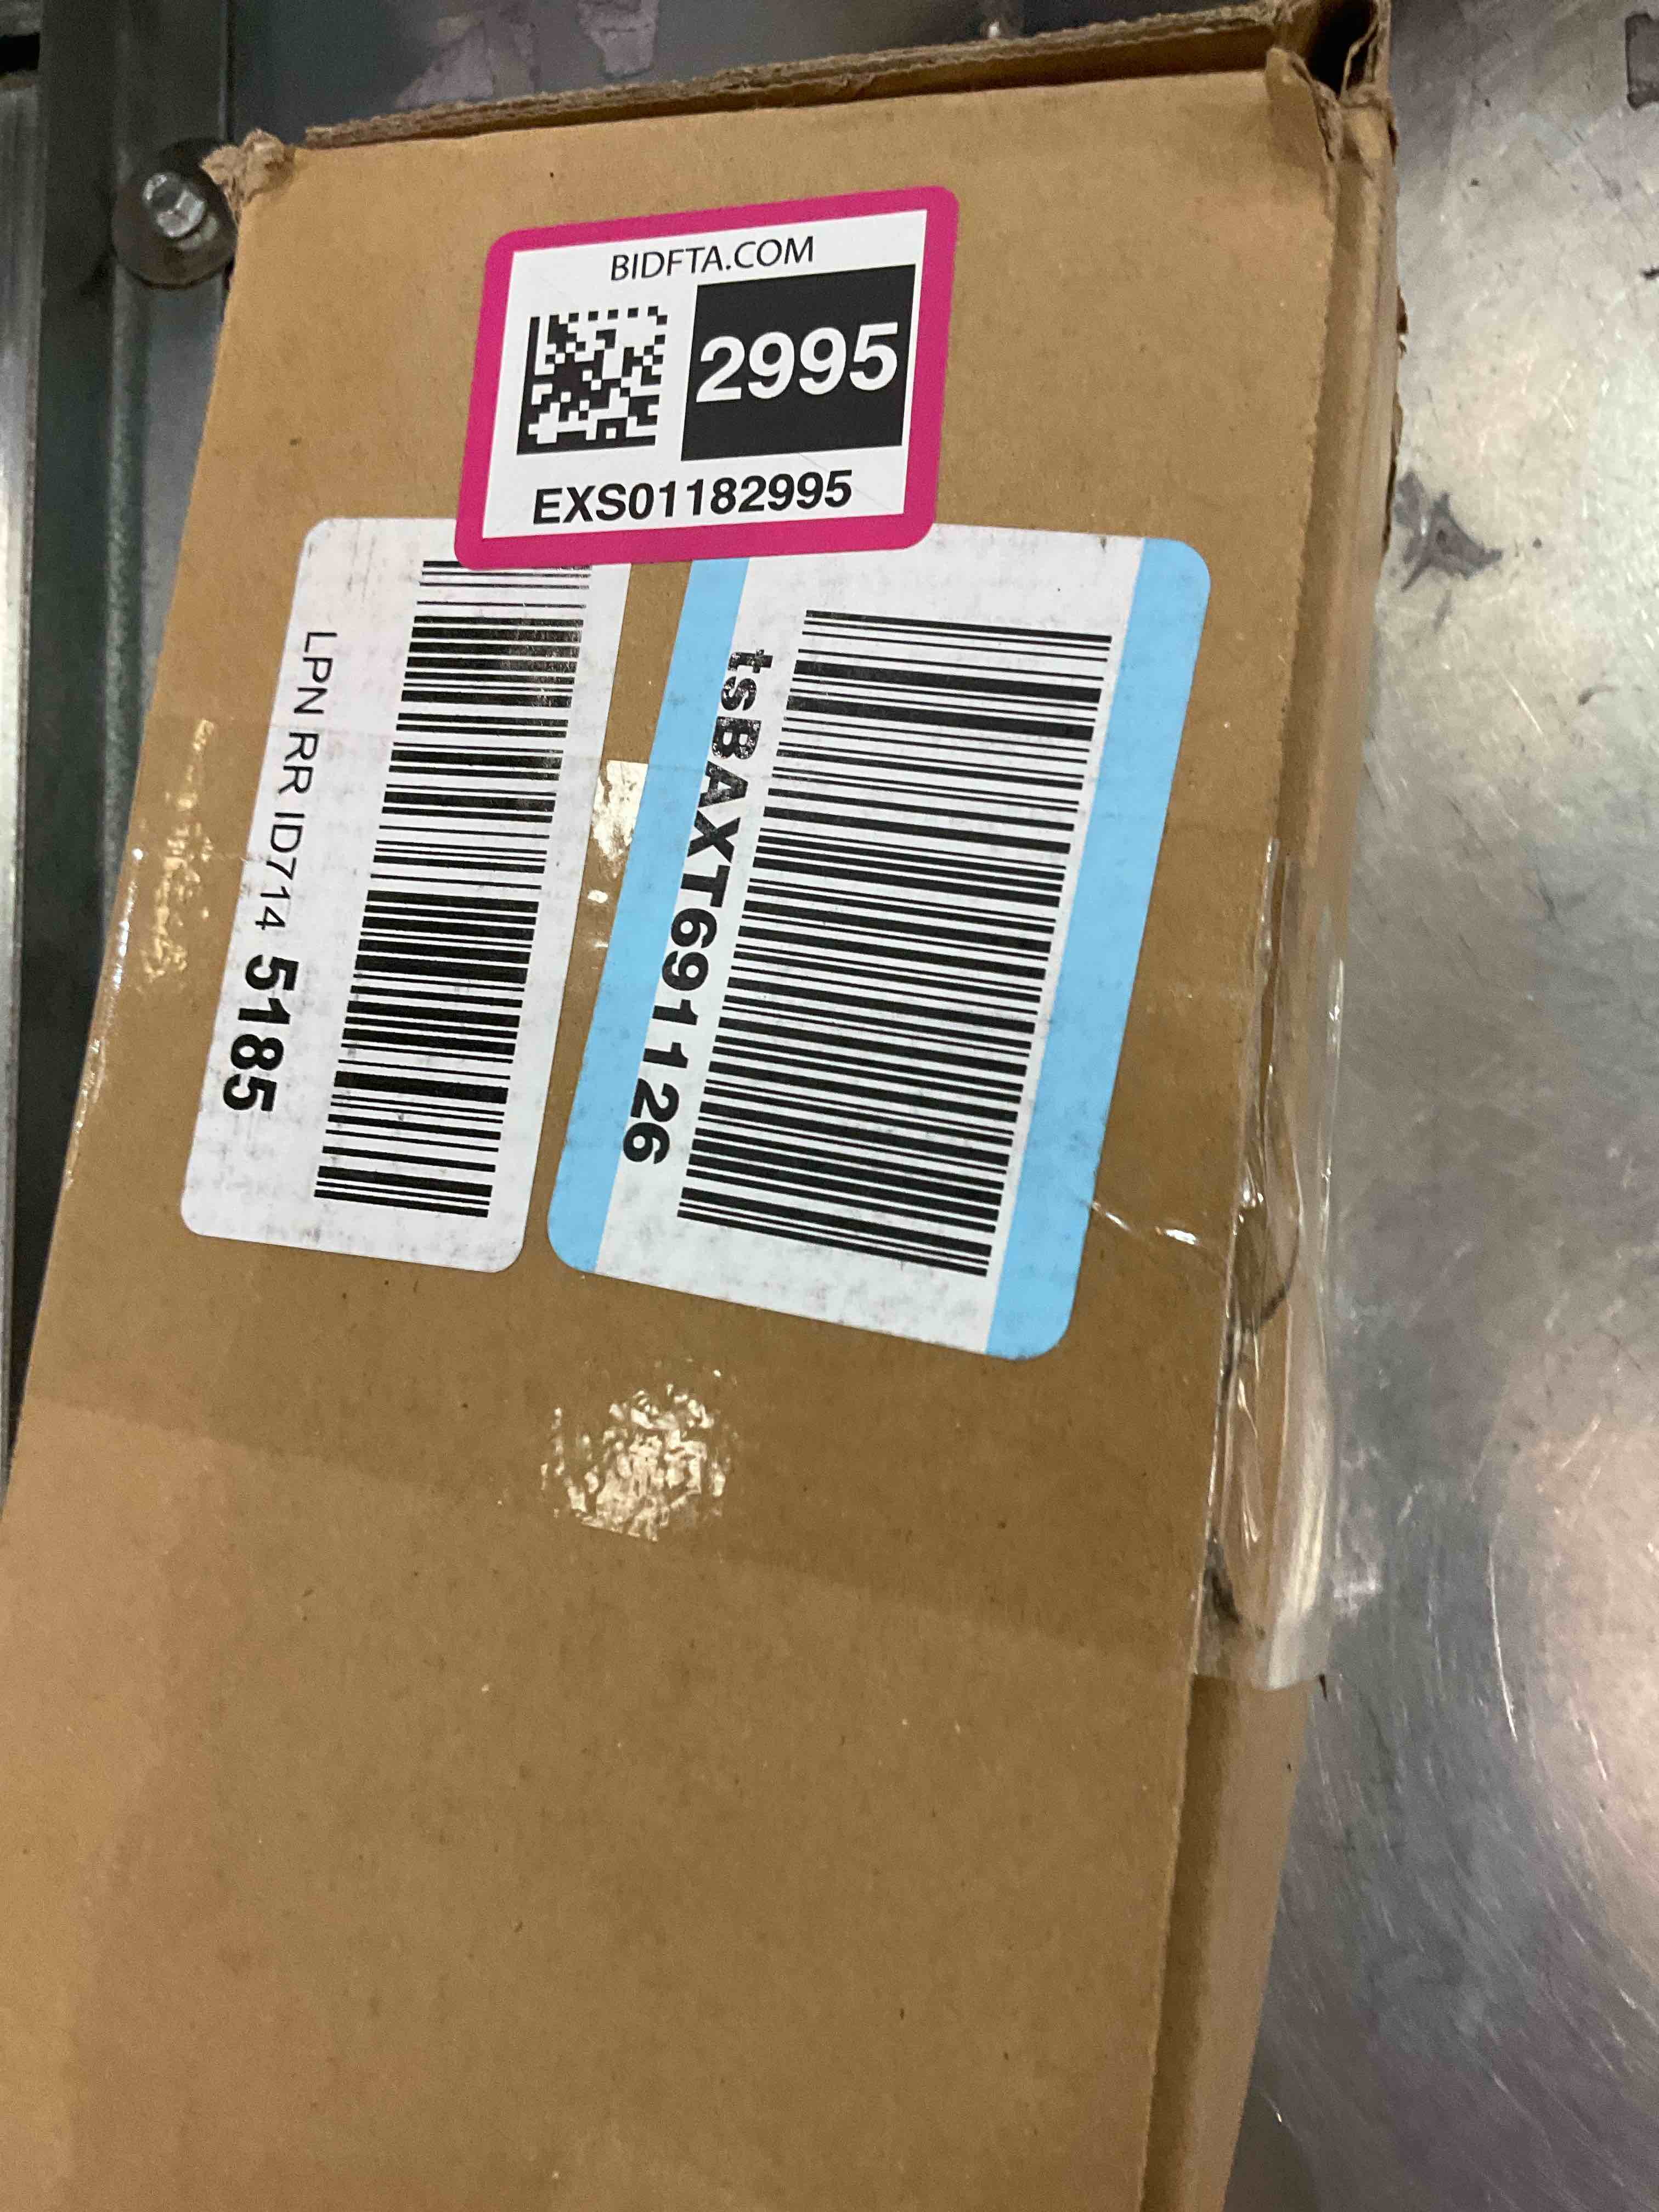 BIDFTA.COM
2995
EXS01182995
LPN RR ID714 5185
tsBAXT691126